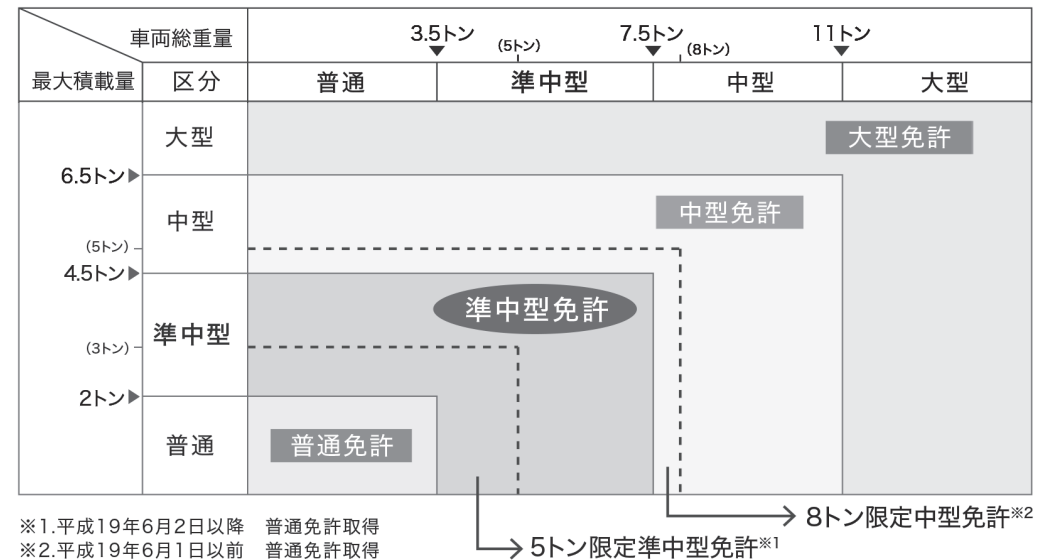 車両総重量
3.5トン
(5トン)
7.5トン
(8トン)
11トン
最大積載量
区分
普通
準中型
中型
大型
大型
大型免許
6.5トン
中型
中型免許
(5トン)
4.5トン
準中型免許
準中型
(3トン)
2トン
普通
普通免許
8トン限定中型免許※2
5トン限定準中型免許※1
※1.平成19年6月2日以降 普通免許取得
※2.平成19年6月1日以前 普通免許取得